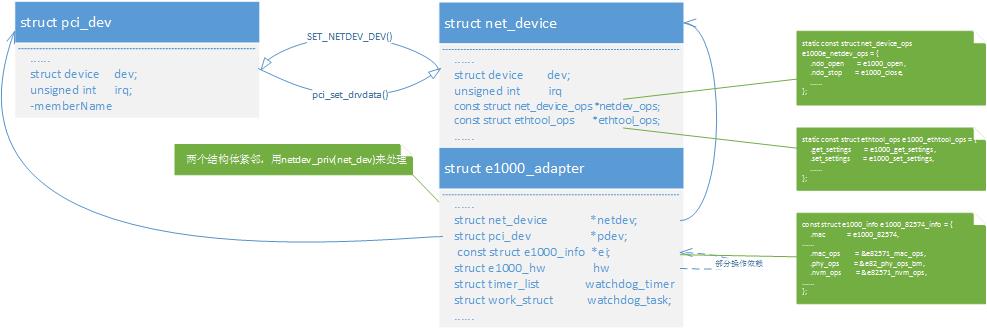 struct pci_dev
......
struct device dev;
unsigned int irq;
-memberName
SET_NETDEV_DEV()
pci_set_drvdata()
struct net_device
......
struct device dev;
unsigned int irq
const struct net_device_ops *netdev_ops;
const struct ethtool_ops *ethtool_ops;
......
两个结构体紧邻，用netdev_priv(net_dev)来处理
struct e1000_adapter
......
struct net_device *netdev;
struct pci_dev *pdev;
const struct e1000_info *ei;
struct e1000_hw hw
struct timer_list watchdog_timer
struct work_struct watchdog_task;
......
部分操作依赖
static const struct net_device_ops
e1000e_netdev_ops = {
.ndo_open = e1000_open,
.ndo_stop = e1000_close,
......
};
static const struct ethtool_ops e1000_ethtool_ops = {
.get_settings = e1000_get_settings,
.set_settings = e1000_set_settings,
......
};
const struct e1000_info e1000_82574_info = {
.mac = e1000_82574,
......
.mac_ops = &e82571_mac_ops,
.phy_ops = &e82_phy_ops_bm,
.nvm_ops = &e82571_nvm_ops,
......
};